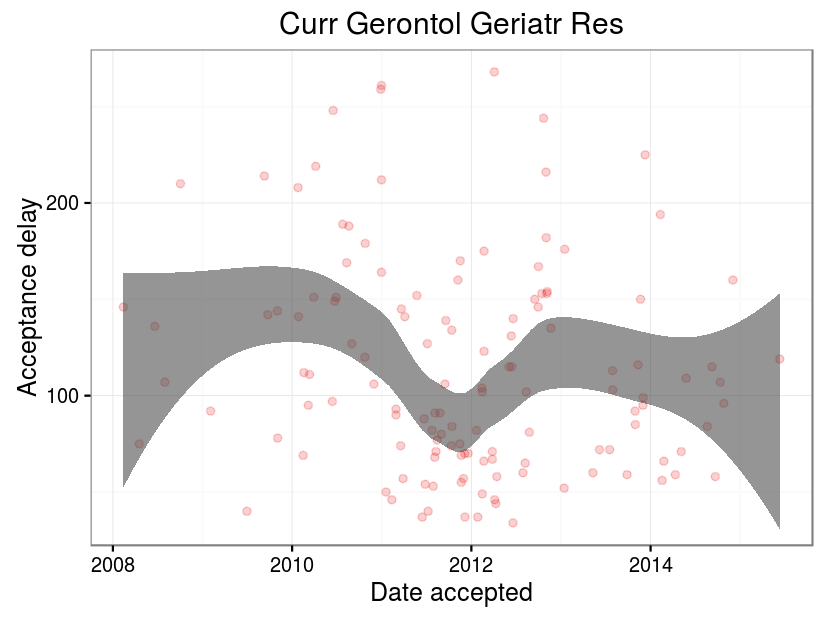 Curr Gerontol Geriatr Res
Acceptance delay
200
100
2008
2010
2012
2014
Date accepted